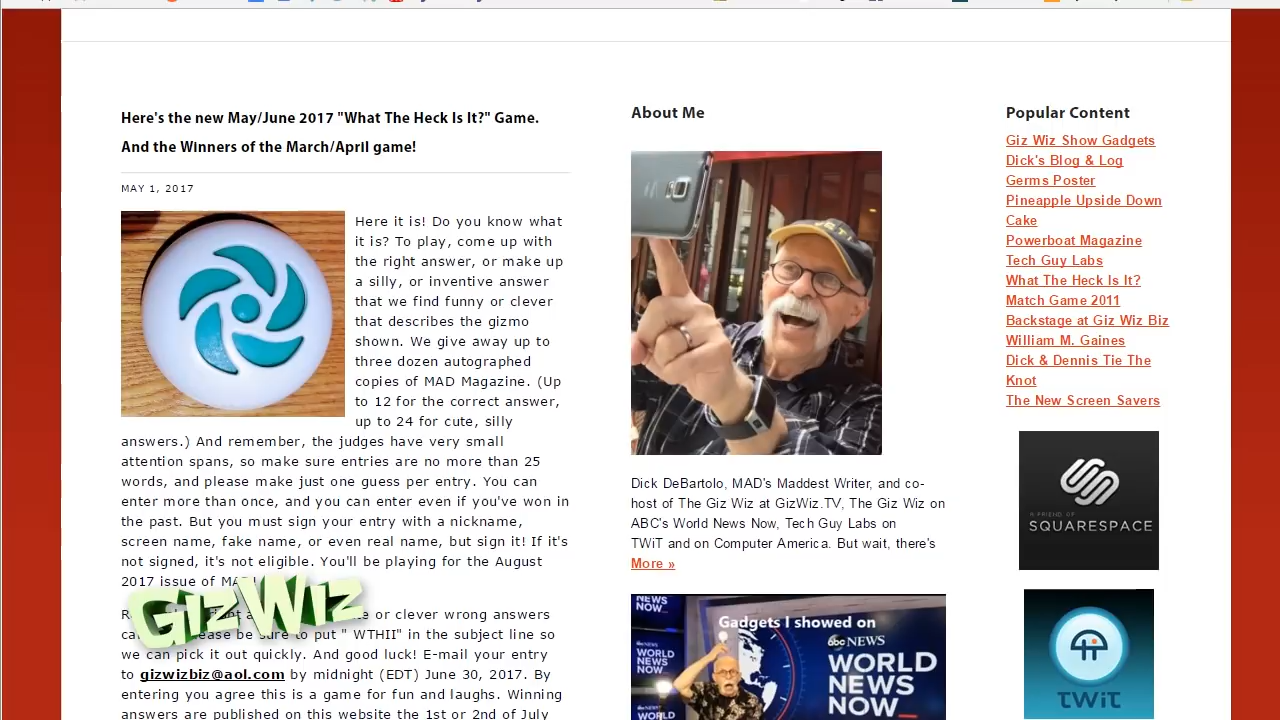 Here's the new May/June 2017 "What The Heck Is It?" Game.
And the Winners of the March/April game!
MAY 1, 2017
Here it is! Do you know what
it is? To play, come up with
the right answer, or make up
a silly, or inventive answer
that we find funny or clever
that describes the gizmo
shown. We give away up to
three dozen autographed
copies of MAD Magazine. (Up
to 12 for the correct answer,
up to 24 for cute, silly
answers.) And remember, the judges have very small
attention spans, so make sure entries are no more than 25
words, and please make just one guess per entry. You can
enter more than once, and you can enter even if you've won in
the past. But you must sign your entry with a nickname,
screen name, fake name, or even real name, but sign it! If it's
not signed, it's not eligible. You'll be playing for the August
2017 issue of
GIZWIZ
or clever wrong answers
please be sure to put " WTHII" in the subject line so
we can pick it out quickly. And good luck! E-mail your entry
to gizwizbiz@aol.com by midnight (EDT) June 30, 2017. By
entering you agree this is a game for fun and laughs. Winning
answers are published on this website the 1st or 2nd of July
About Me
Dick DeBartolo, MAD's Maddest Writer, and co-
host of The Giz Wiz at GizWiz.TV, The Giz Wiz on
ABC's World News Now, Tech Guy Labs on
TWiT and on Computer America. But wait, there's
More »
NEWS
NOW_
Gadgets I showed on
abc NEWS
WORLD
NEWS
NOW_
WORLD
NEWS
NOW_
WORLD
Popular Content
Giz Wiz Show Gadgets
Dick's Blog & Log
Germs Poster
Pineapple Upside Down
Cake
Powerboat Magazine
Tech Guy Labs
What The Heck Is It?
Match Game 2011
Backstage at Giz Wiz Biz
William M. Gaines
Dick & Dennis Tie The
Knot
The New Screen Savers
A FRIEND OF
SQUARESPACE
TWiT